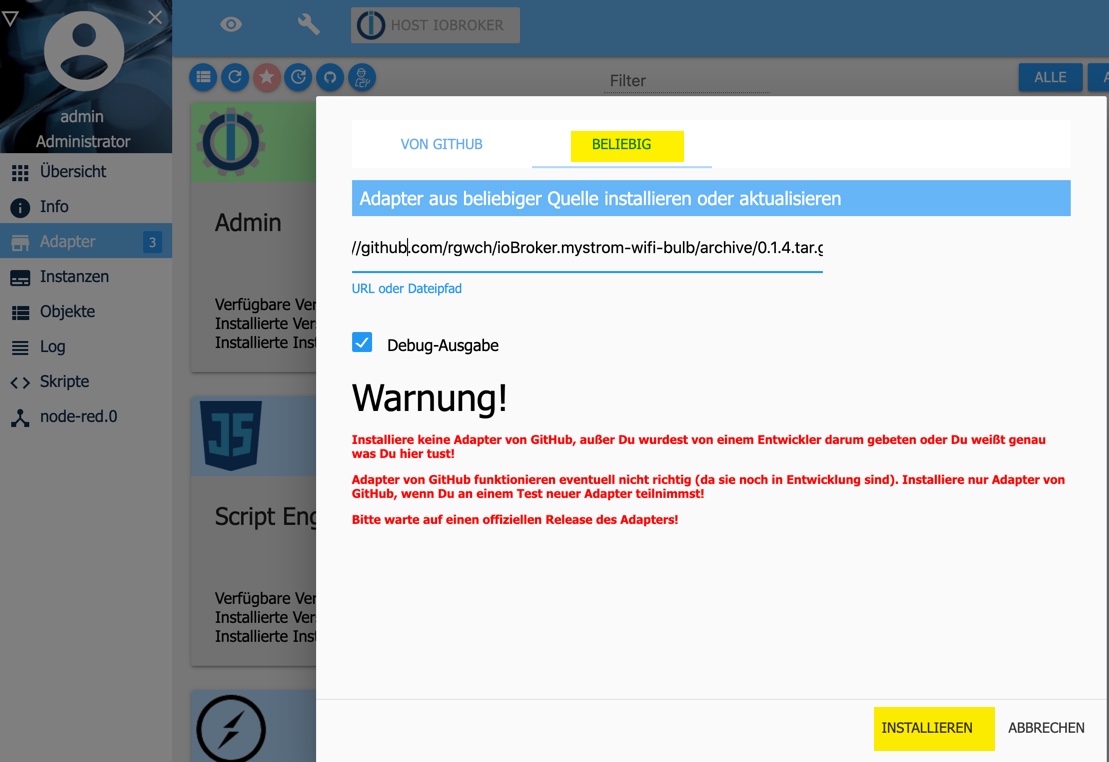 HOST IOBROKER
admin
Administrator
Filter
ALLE
Übersicht
Info
Adapter 3
Instanzen
Objekte
Log
Skripte
node-red.0
Admin
Verfügbare Ver
Installierte Ver
Installierte Inst
JS
Script Eng
Verfügbare Ver
Installierte Vers
Installierte Inst
VON GITHUB
BELIEBIG
Adapter aus beliebiger Quelle installieren oder aktualisieren
//github.com/rgwch/ioBroker.mystrom-wifi-bulb/archive/0.1.4.tar.g
URL oder Dateipfad
Debug-Ausgabe
Warnung!
Installiere keine Adapter von GitHub, außer Du wurdest von einem Entwickler darum gebeten oder Du weißt genau
was Du hier tust!
Adapter von GitHub funktionieren eventuell nicht richtig (da sie noch in Entwicklung sind). Installiere nur Adapter von
GitHub, wenn Du an einem Test neuer Adapter teilnimmst!
Bitte warte auf einen offiziellen Release des Adapters!
INSTALLIEREN
ABBRECHEN